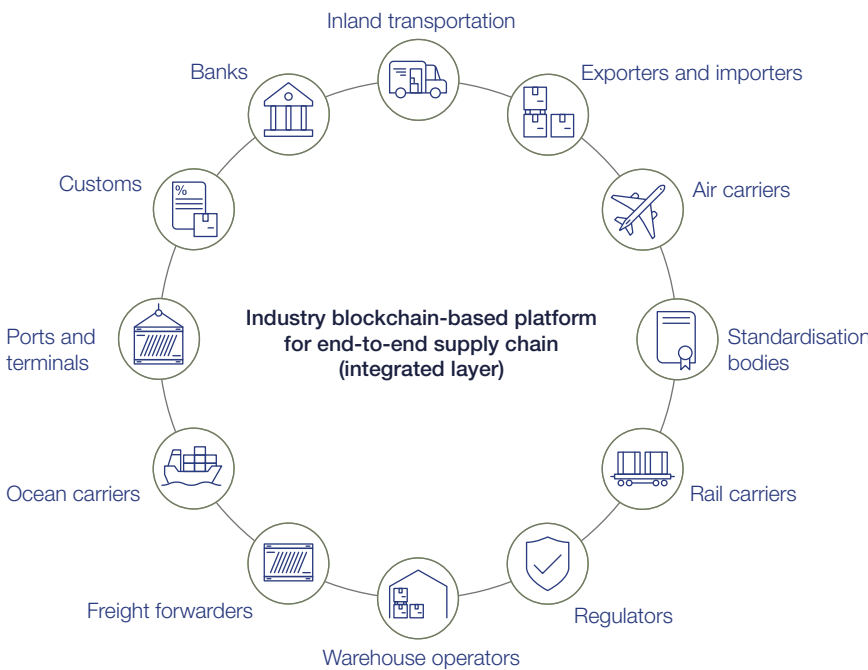 Inland transportation
Banks
Exporters and importers
Customs
%
Air carriers
Industry blockchain-based platform
for end-to-end supply chain
(integrated layer)
Ports and
terminals
Standardisation
bodies
Ocean carriers
Rail carriers
Freight forwarders
Regulators
Warehouse operators